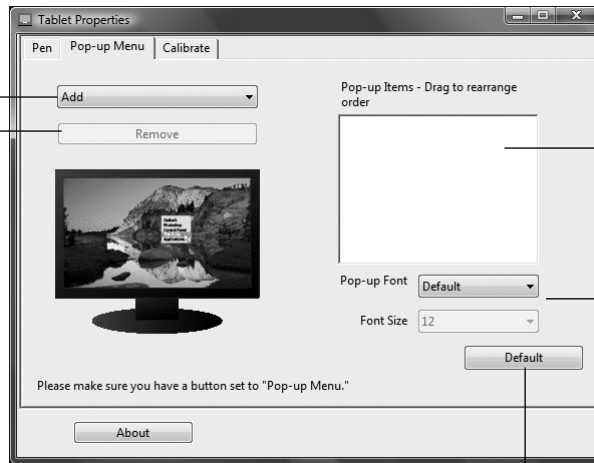 Tablet Properties
Pen
Pop-up Menu
Calibrate
Add
Remove
Pop-up Items - Drag to rearrange
order
Pop-up Font
Default
Font Size
12
Default
Please make sure you have a button set to "Pop-up Menu."
About